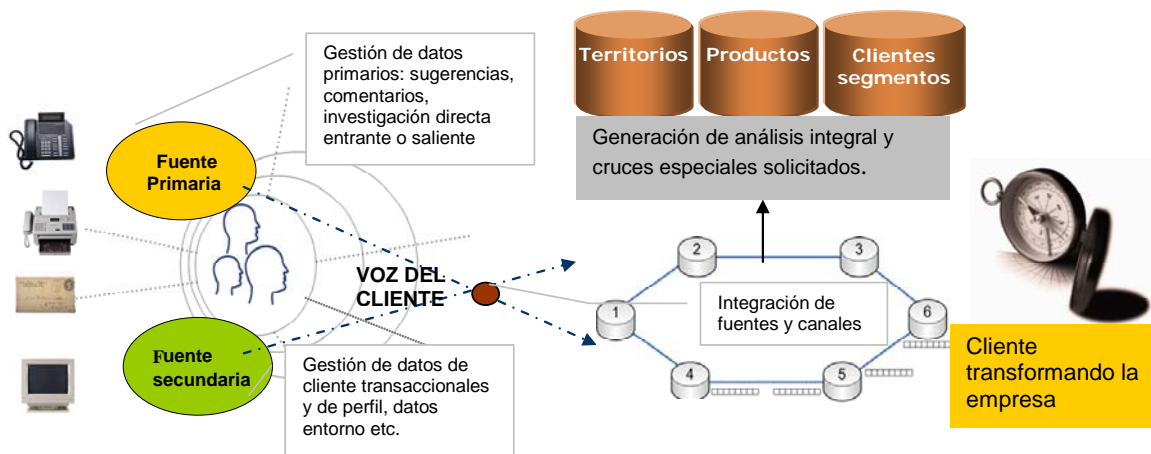 Gestión de datos
primarios: sugerencias,
comentarios,
investigación directa
entrante o saliente
Fuente
Primaria
VOZ DEL
CLIENTE
Fuente
secundaria
Gestión de datos de
cliente transaccionales
y de perfil, datos
entorno etc.
Territorios
Productos
Clientes
segmentos
Generación de análisis integral y
cruces especiales solicitados.
2
3
1
Integración de
fuentes y canales
6
4
5
Cliente
transformando la
empresa